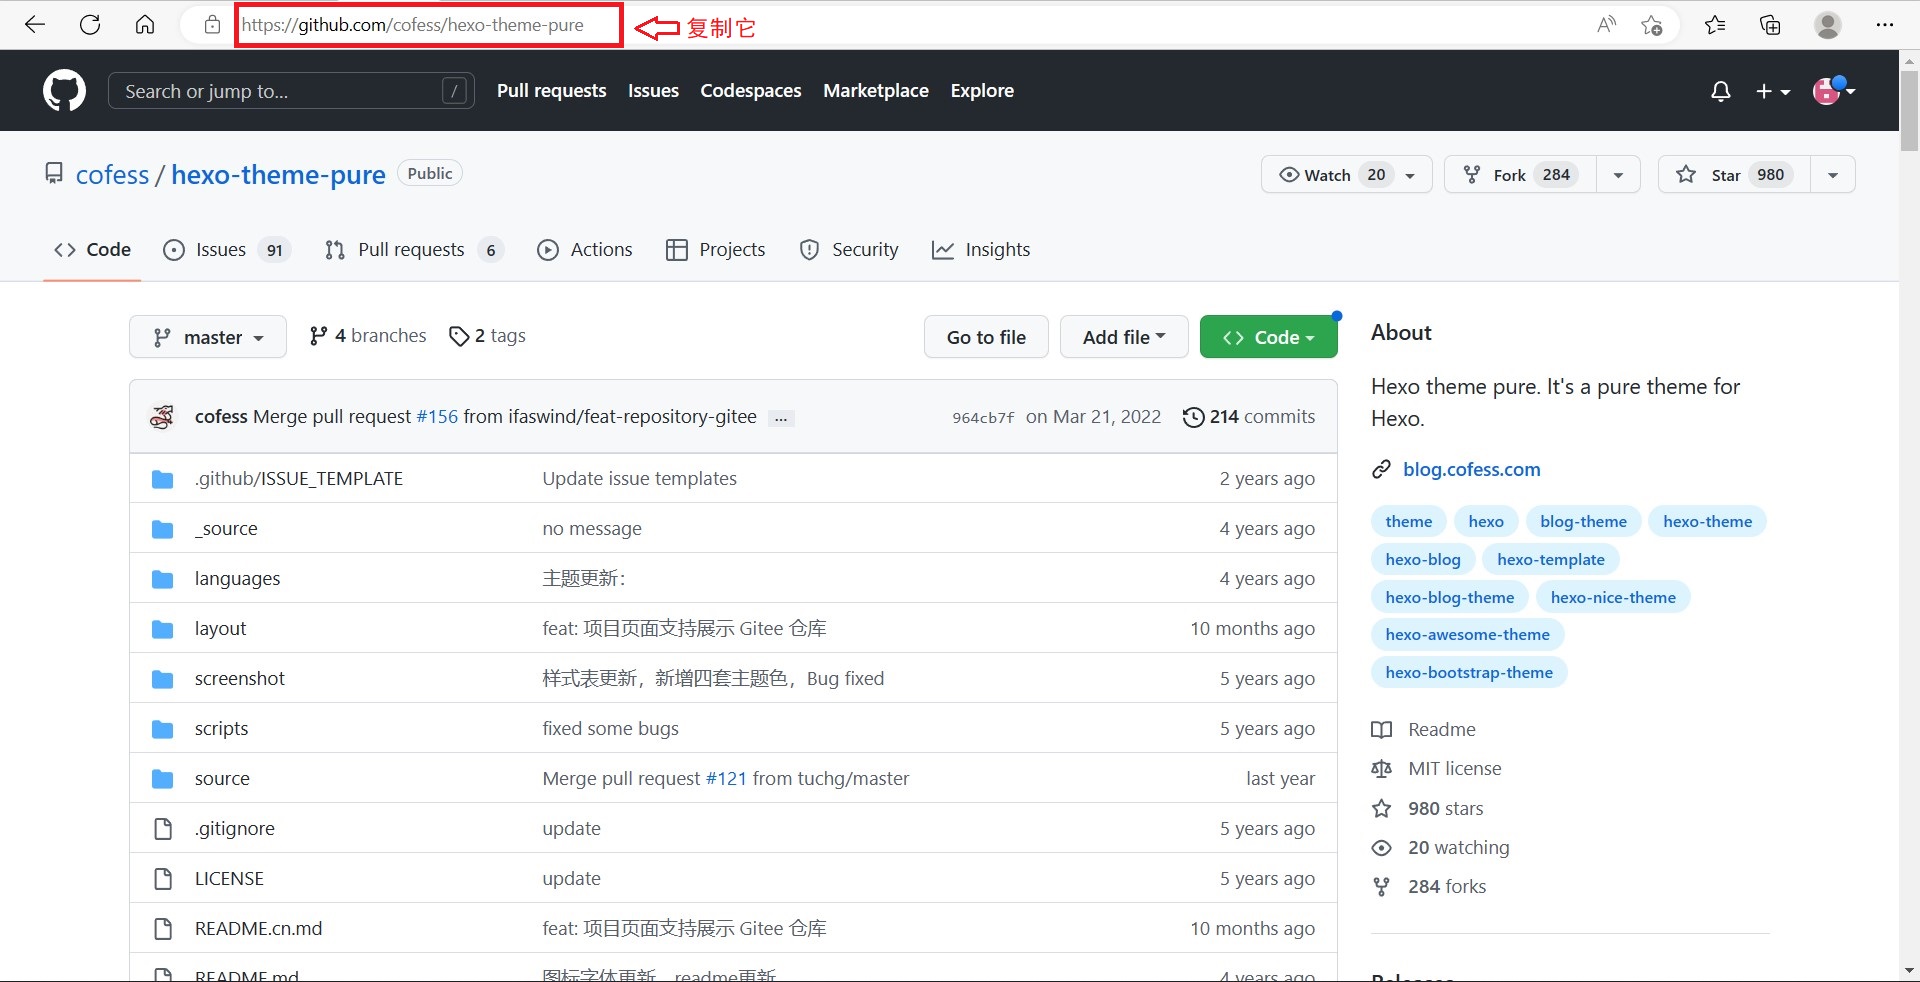 https://github.com/cofess/hexo-theme-pure 复制它
Search or jump to... / Pull requests Issues Codespaces Marketplace Explore
cofess / hexo-theme-pure Public Watch 20 Fork 284 Star 980
Code Issues 91 Pull requests 6 Actions Projects Security Insights
master 4 branches 2 tags Go to file Add file Code
cofess Merge pull request #156 from ifaswind/feat-repository-gitee ... 964cb7f on Mar 21, 2022 214 commits
.github/ISSUE_TEMPLATE Update issue templates 2 years ago
_source no message 4 years ago
languages 主题更新： 4 years ago
layout feat: 项目页面支持展示 Gitee 仓库 10 months ago
screenshot 样式表更新，新增四套主题色，Bug fixed 5 years ago
scripts fixed some bugs 5 years ago
source Merge pull request #121 from tuchg/master last year
.gitignore update 5 years ago
LICENSE update 5 years ago
README.cn.md feat: 项目页面支持展示 Gitee 仓库 10 months ago
README.md 图标字体更新，readme更新 4 years ago
About
Hexo theme pure. It's a pure theme for
Hexo.
blog.cofess.com
theme hexo blog-theme hexo-theme
hexo-blog hexo-template
hexo-blog-theme hexo-nice-theme
hexo-awesome-theme
hexo-bootstrap-theme
Readme
MIT license
980 stars
20 watching
284 forks
Releases